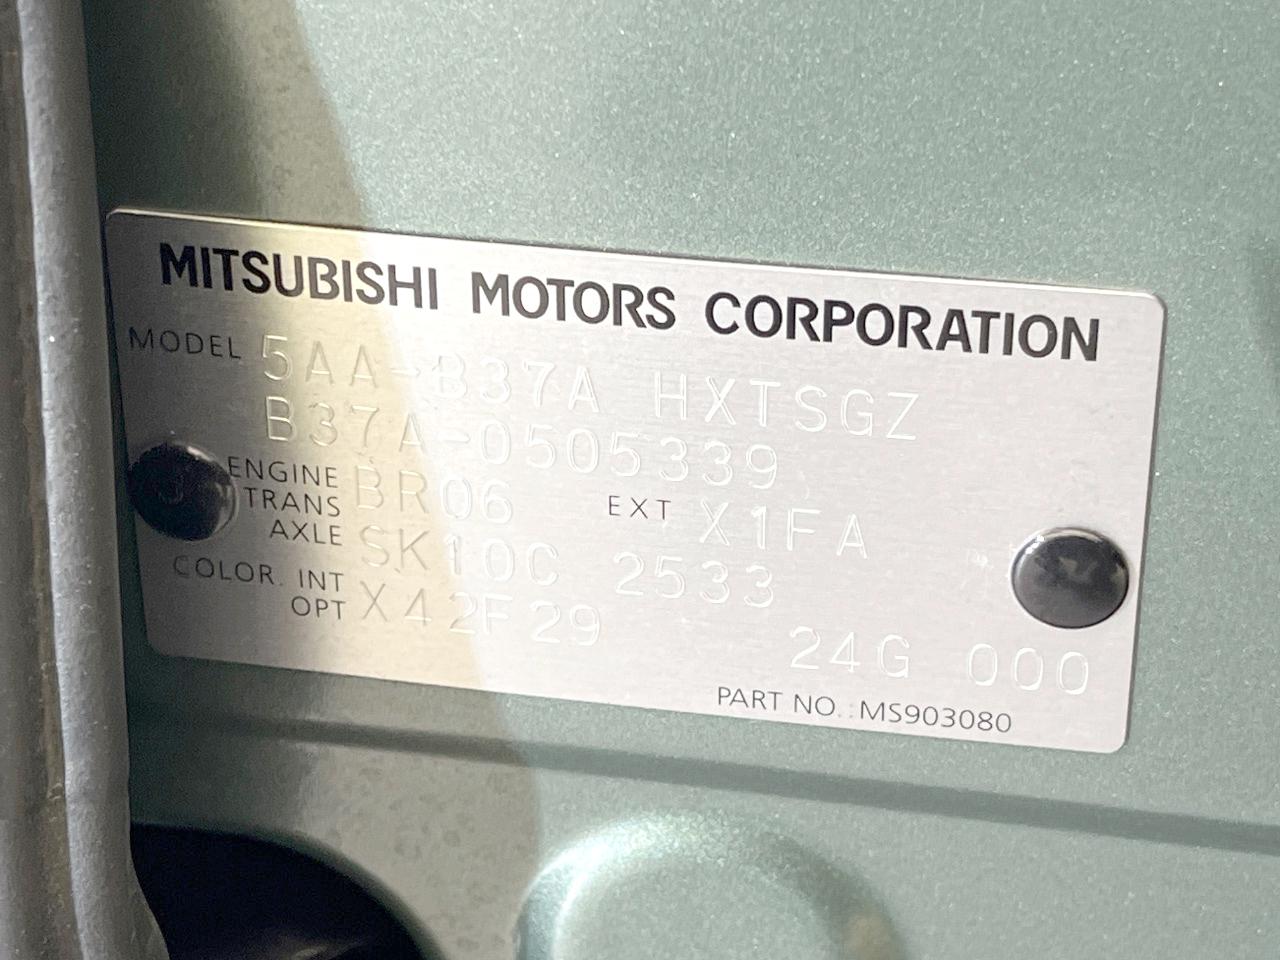 MITSUBISHI MOTORS CORPORATION
MODEL 5AA-B37A HXTSGZ
B37A-0505339
ENGINE BR06 EXT X1FA
TRANS AXLE SK10C 2533
COLOR. INT OPT X42F29 24G 000
PART NO. : MS903080